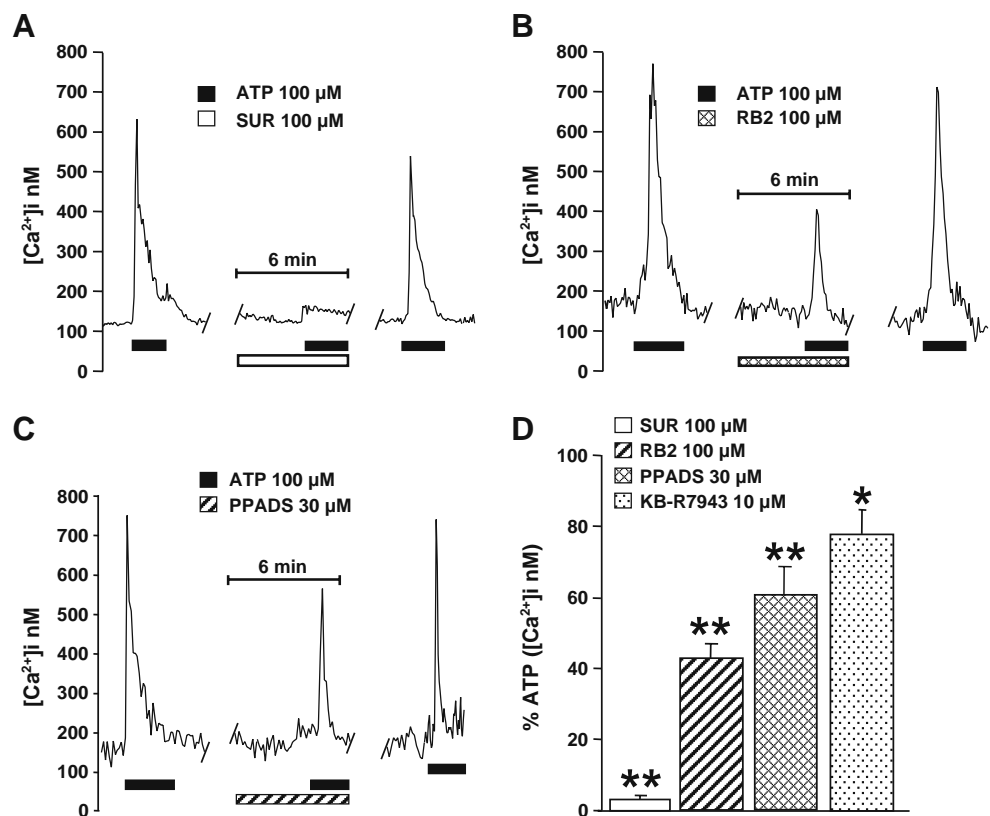 A
800
700
600
500
400
300
200
100
0
[Ca²⁺]i nM
ATP 100 µM
SUR 100 µM
6 min
B
800
700
600
500
400
300
200
100
0
[Ca²⁺]i nM
ATP 100 µM
RB2 100 µM
6 min
C
800
700
600
500
400
300
200
100
0
[Ca²⁺]i nM
ATP 100 µM
PPADS 30 µM
6 min
D
SUR 100 µM
RB2 100 µM
PPADS 30 µM
KB-R7943 10 µM
100
80
60
40
20
0
% ATP ([Ca²⁺]i nM)
**
**
**
*